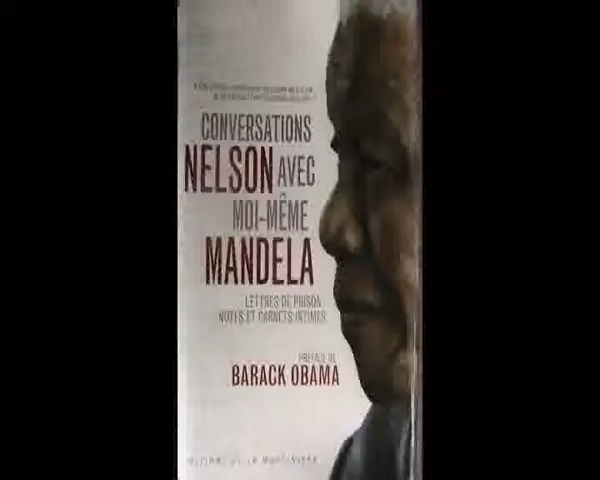 CONVERSATIONS
NELSON AVEC
MOI-MÊME
MANDELA
LETTRES DE PRISON
NOTES ET CARNETS INTIMES
PRÉFACE DE
BARACK OBAMA